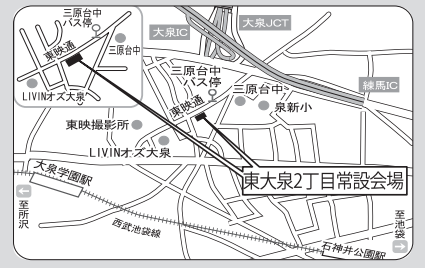 三原台中
バス停
東映通
三原台中
LIVINオズ大泉
大泉IC
大泉JCT
練馬IC
三原台中
バス停
東映通
三原台中
泉新小
東映撮影所
LIVINオズ大泉
東大泉2丁目常設会場
大泉学園駅
至所沢
西武池袋線
石神井公園駅
至池袋